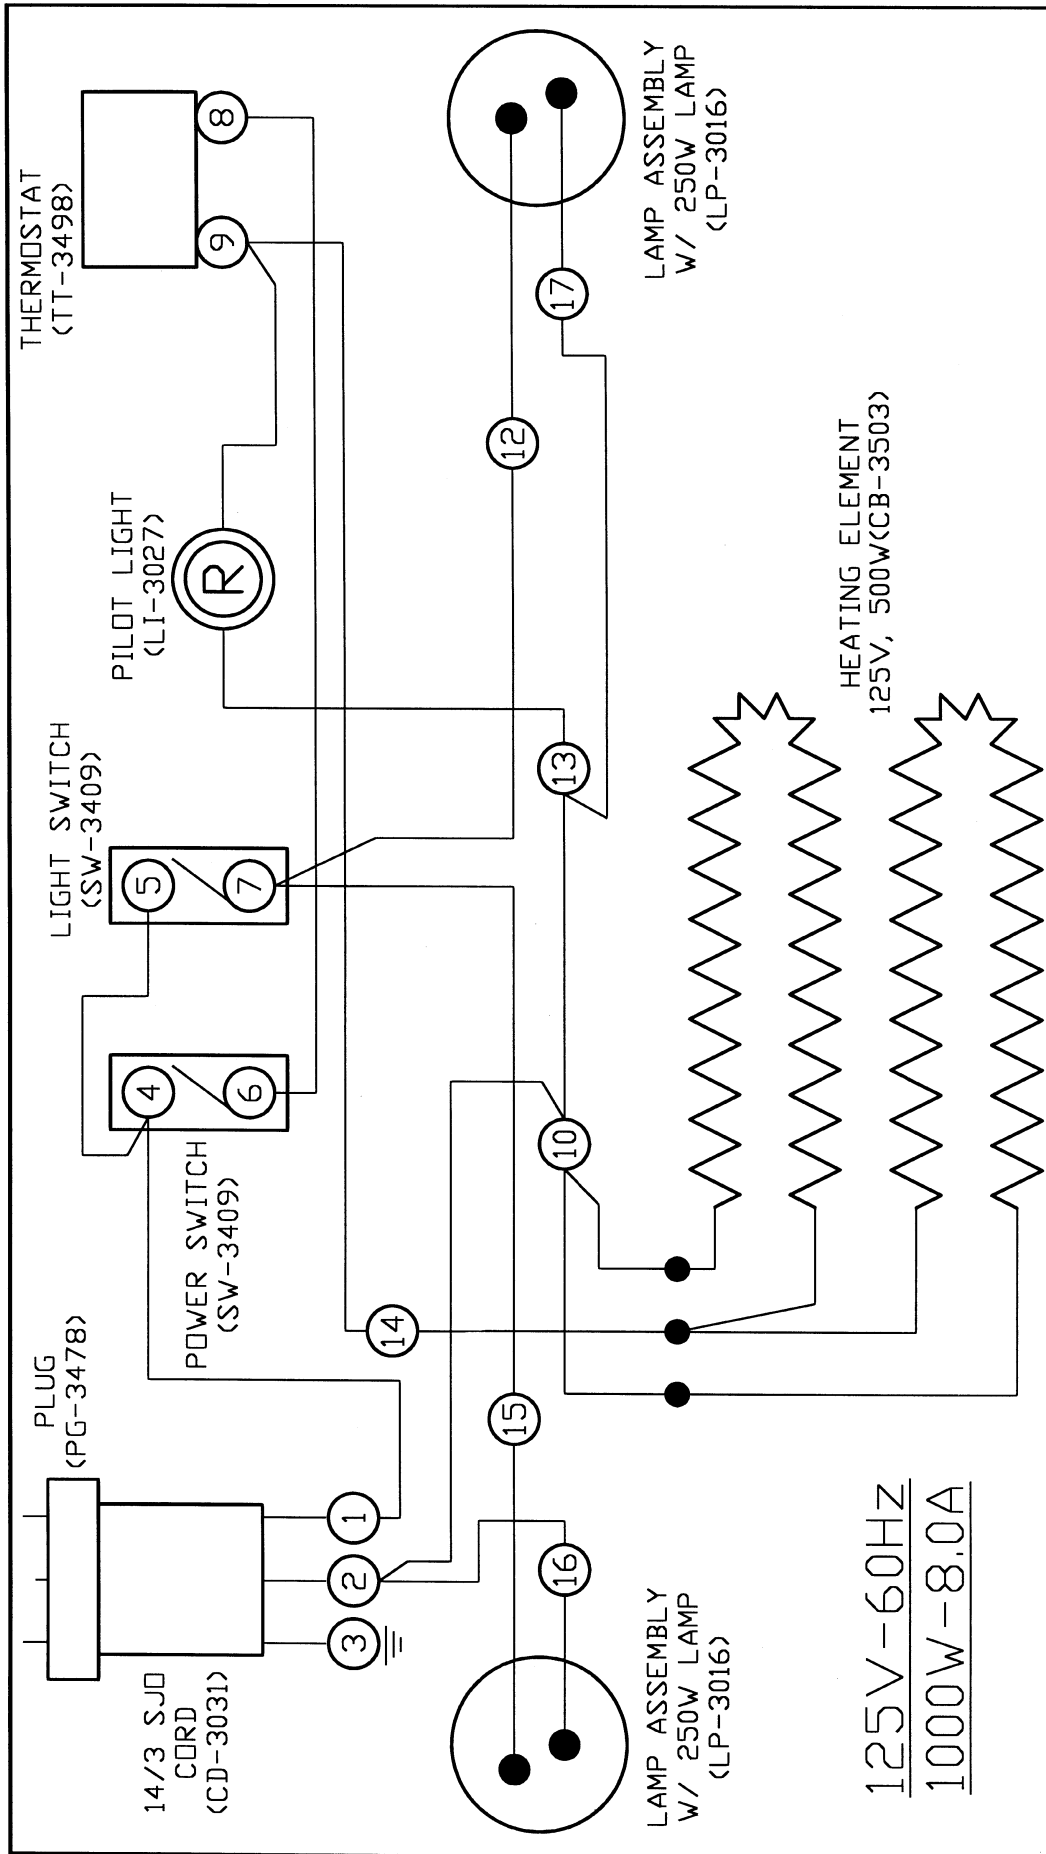 PLUG
(PG-3478)
14/3 SJO
CORD
(CD-3031)
1
2
3
POWER SWITCH
(SW-3409)
4
6
LIGHT SWITCH
(SW-3409)
5
7
PILOT LIGHT
(LI-3027)
R
THERMOSTAT
(TT-3498)
9
8
14
15
16
10
13
12
17
LAMP ASSEMBLY
W/ 250W LAMP
(LP-3016)
LAMP ASSEMBLY
W/ 250W LAMP
(LP-3016)
HEATING ELEMENT
125V, 500W(CB-3503)
125V-60Hz
1000W-8.0A